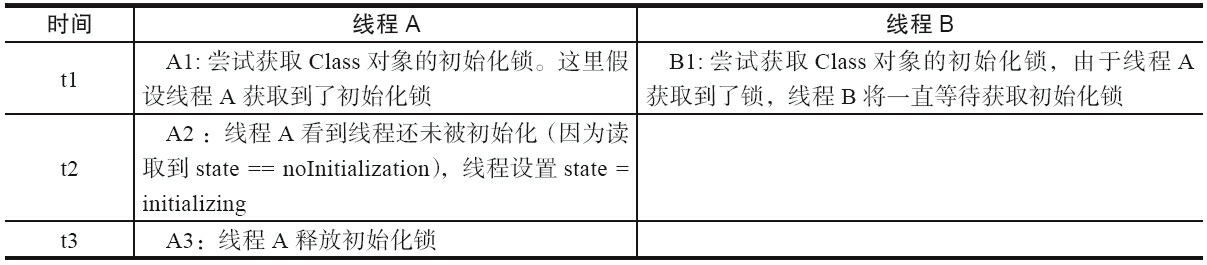 时间 线程 A 线程 B
t1
A1: 尝试获取 Class 对象的初始化锁。这里假
设线程 A 获取到了初始化锁
B1: 尝试获取 Class 对象的初始化锁，由于线程 A
获取到了锁，线程 B 将一直等待获取初始化锁
t2
A2 ：线程 A 看到线程还未被初始化（因为读
取到 state == noInitialization），线程设置 state =
initializing
t3
A3：线程 A 释放初始化锁